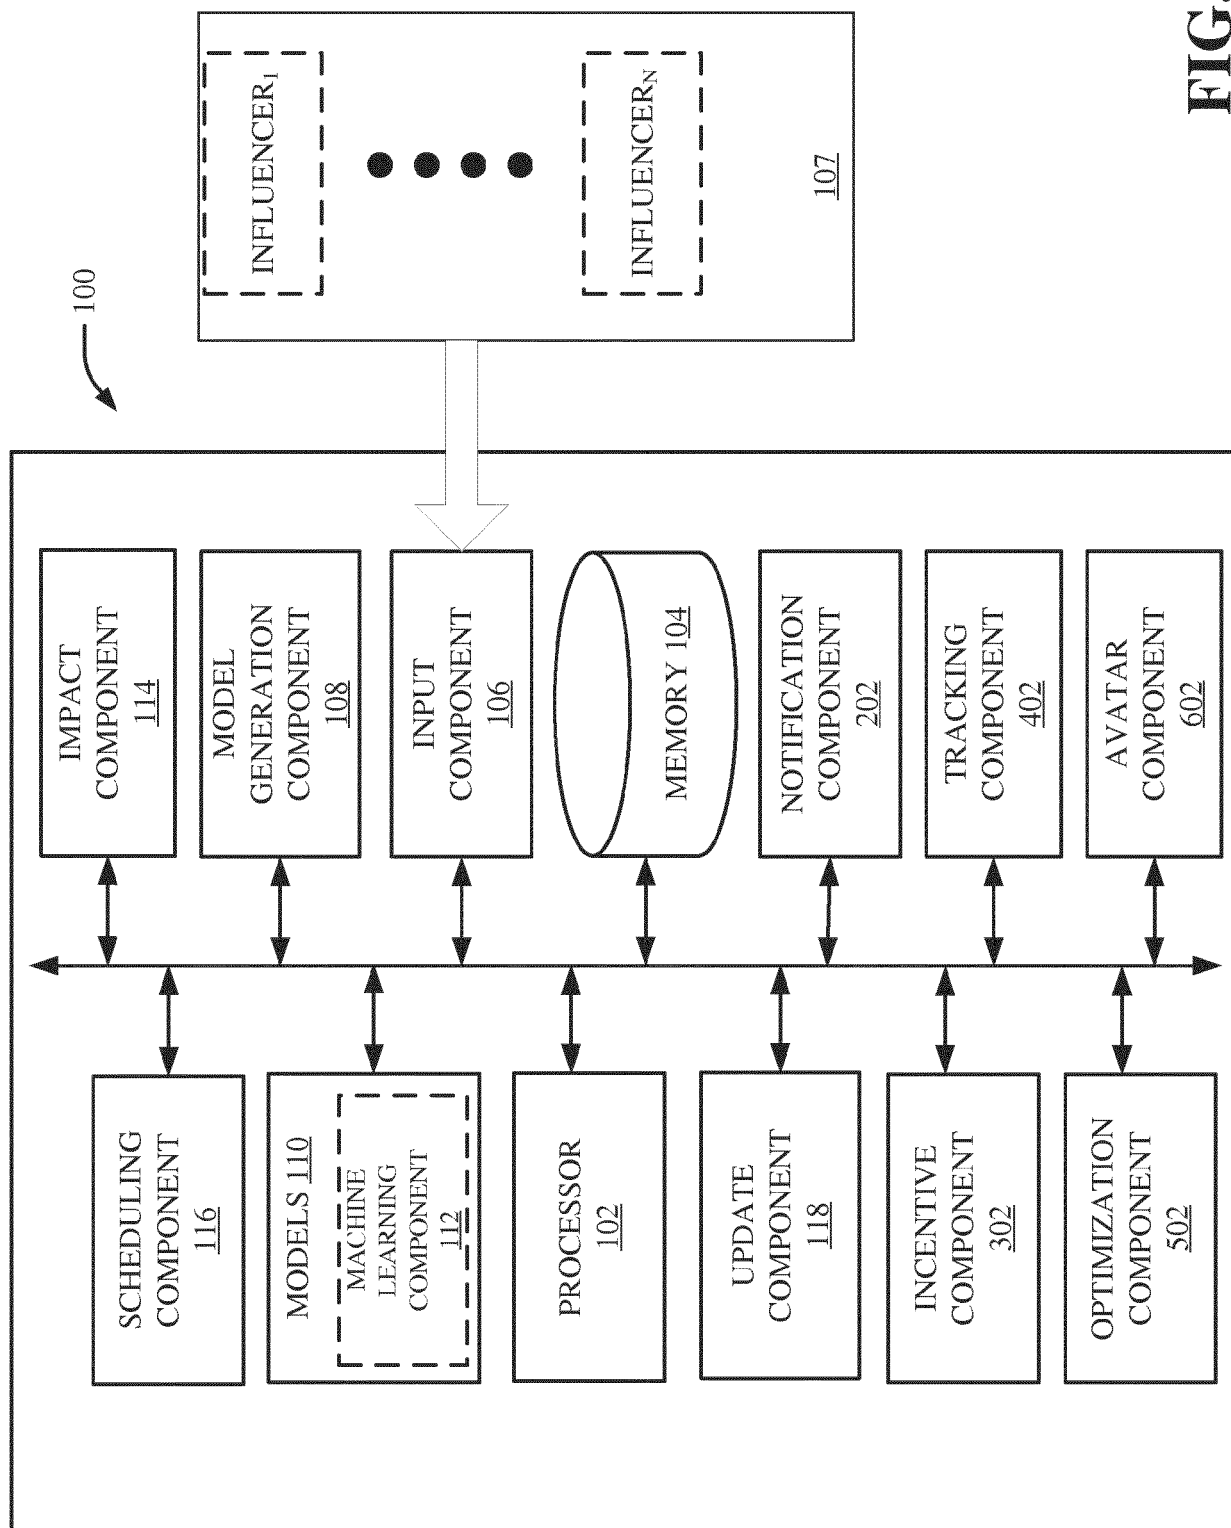 OPTIMIZATION
COMPONENT
502
INCENTIVE
COMPONENT
302
UPDATE
COMPONENT
118
PROCESSOR
102
MODELS 110
MACHINE
LEARNING
COMPONENT
112
SCHEDULING
COMPONENT
116
AVATAR
COMPONENT
602
TRACKING
COMPONENT
402
NOTIFICATION
COMPONENT
202
MEMORY 104
INPUT
COMPONENT
106
MODEL
GENERATION
COMPONENT
108
IMPACT
COMPONENT
114
100
INFLUENCER1
INFLUENCERN
107
FIG.